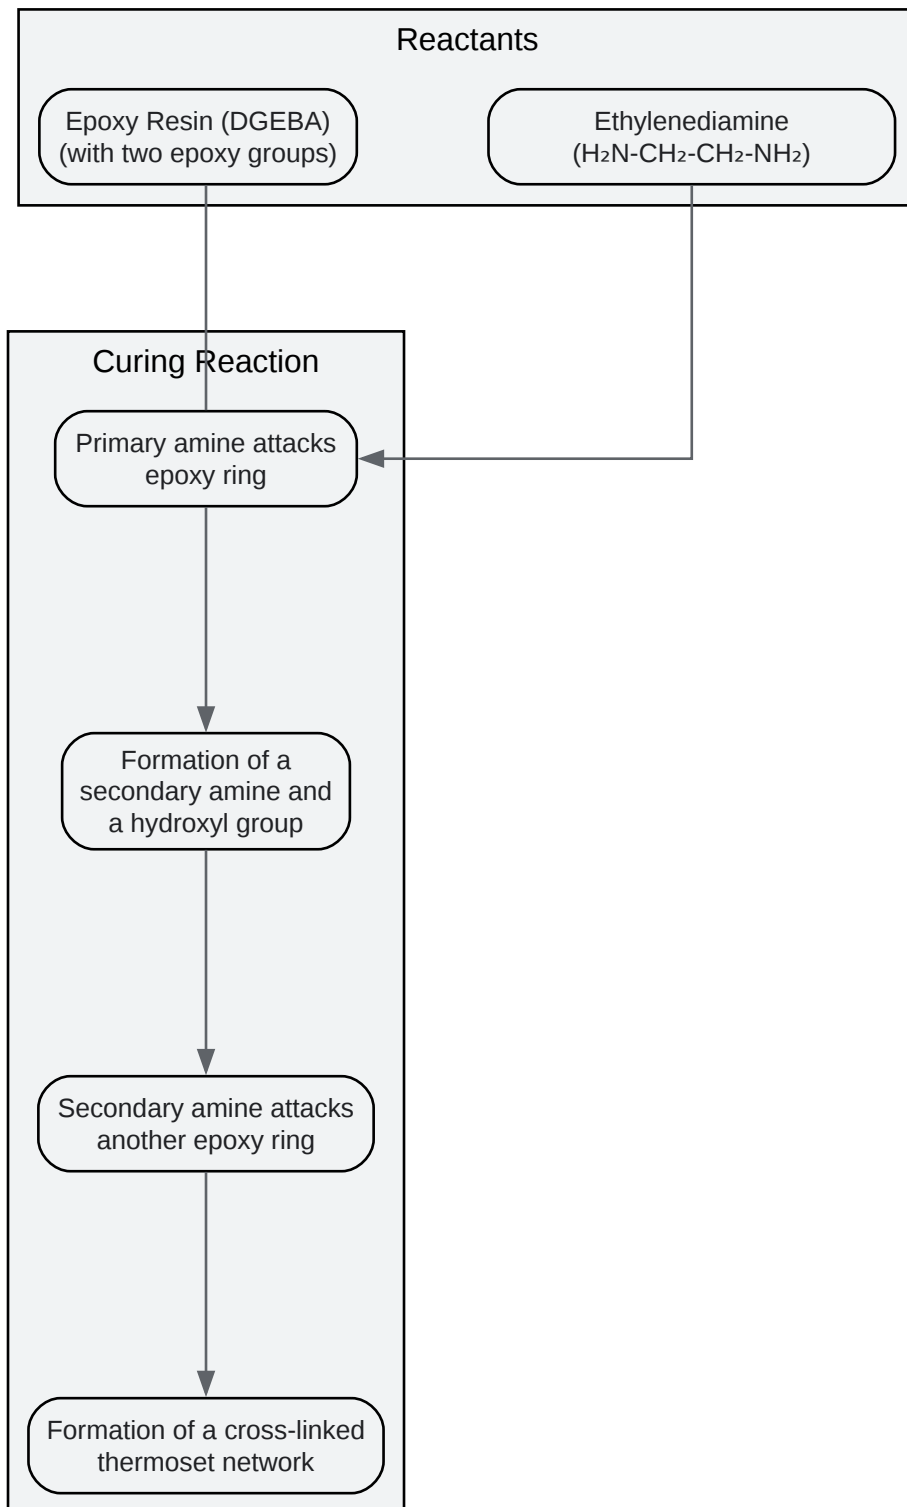 Reactants
Epoxy Resin (DGEBA)
(with two epoxy groups)
Ethylenediamine
(H₂N-CH₂-CH₂-NH₂)
Curing Reaction
Primary amine attacks
epoxy ring
Formation of a
secondary amine and
a hydroxyl group
Secondary amine attacks
another epoxy ring
Formation of a cross-linked
thermoset network